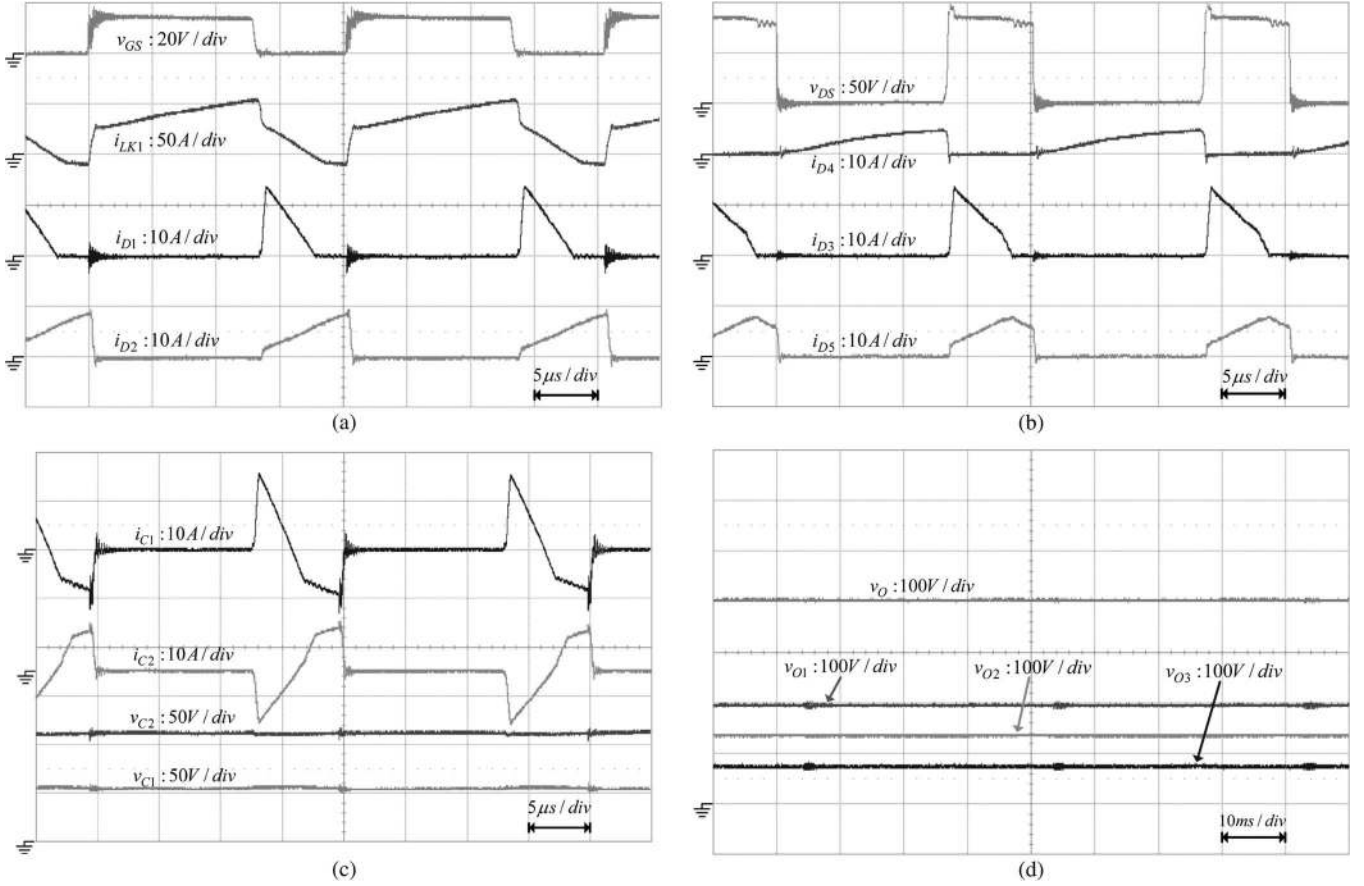 v_GS : 20V / div
i_LK1 : 50A / div
i_D1 : 10A / div
i_D2 : 10A / div
5μs / div
(a)
v_DS : 50V / div
i_D4 : 10A / div
i_D3 : 10A / div
i_D5 : 10A / div
5μs / div
(b)
i_C1 : 10A / div
i_C2 : 10A / div
v_C2 : 50V / div
v_C1 : 50V / div
5μs / div
(c)
v_O : 100V / div
v_O1 : 100V / div
v_O2 : 100V / div
v_O3 : 100V / div
10ms / div
(d)